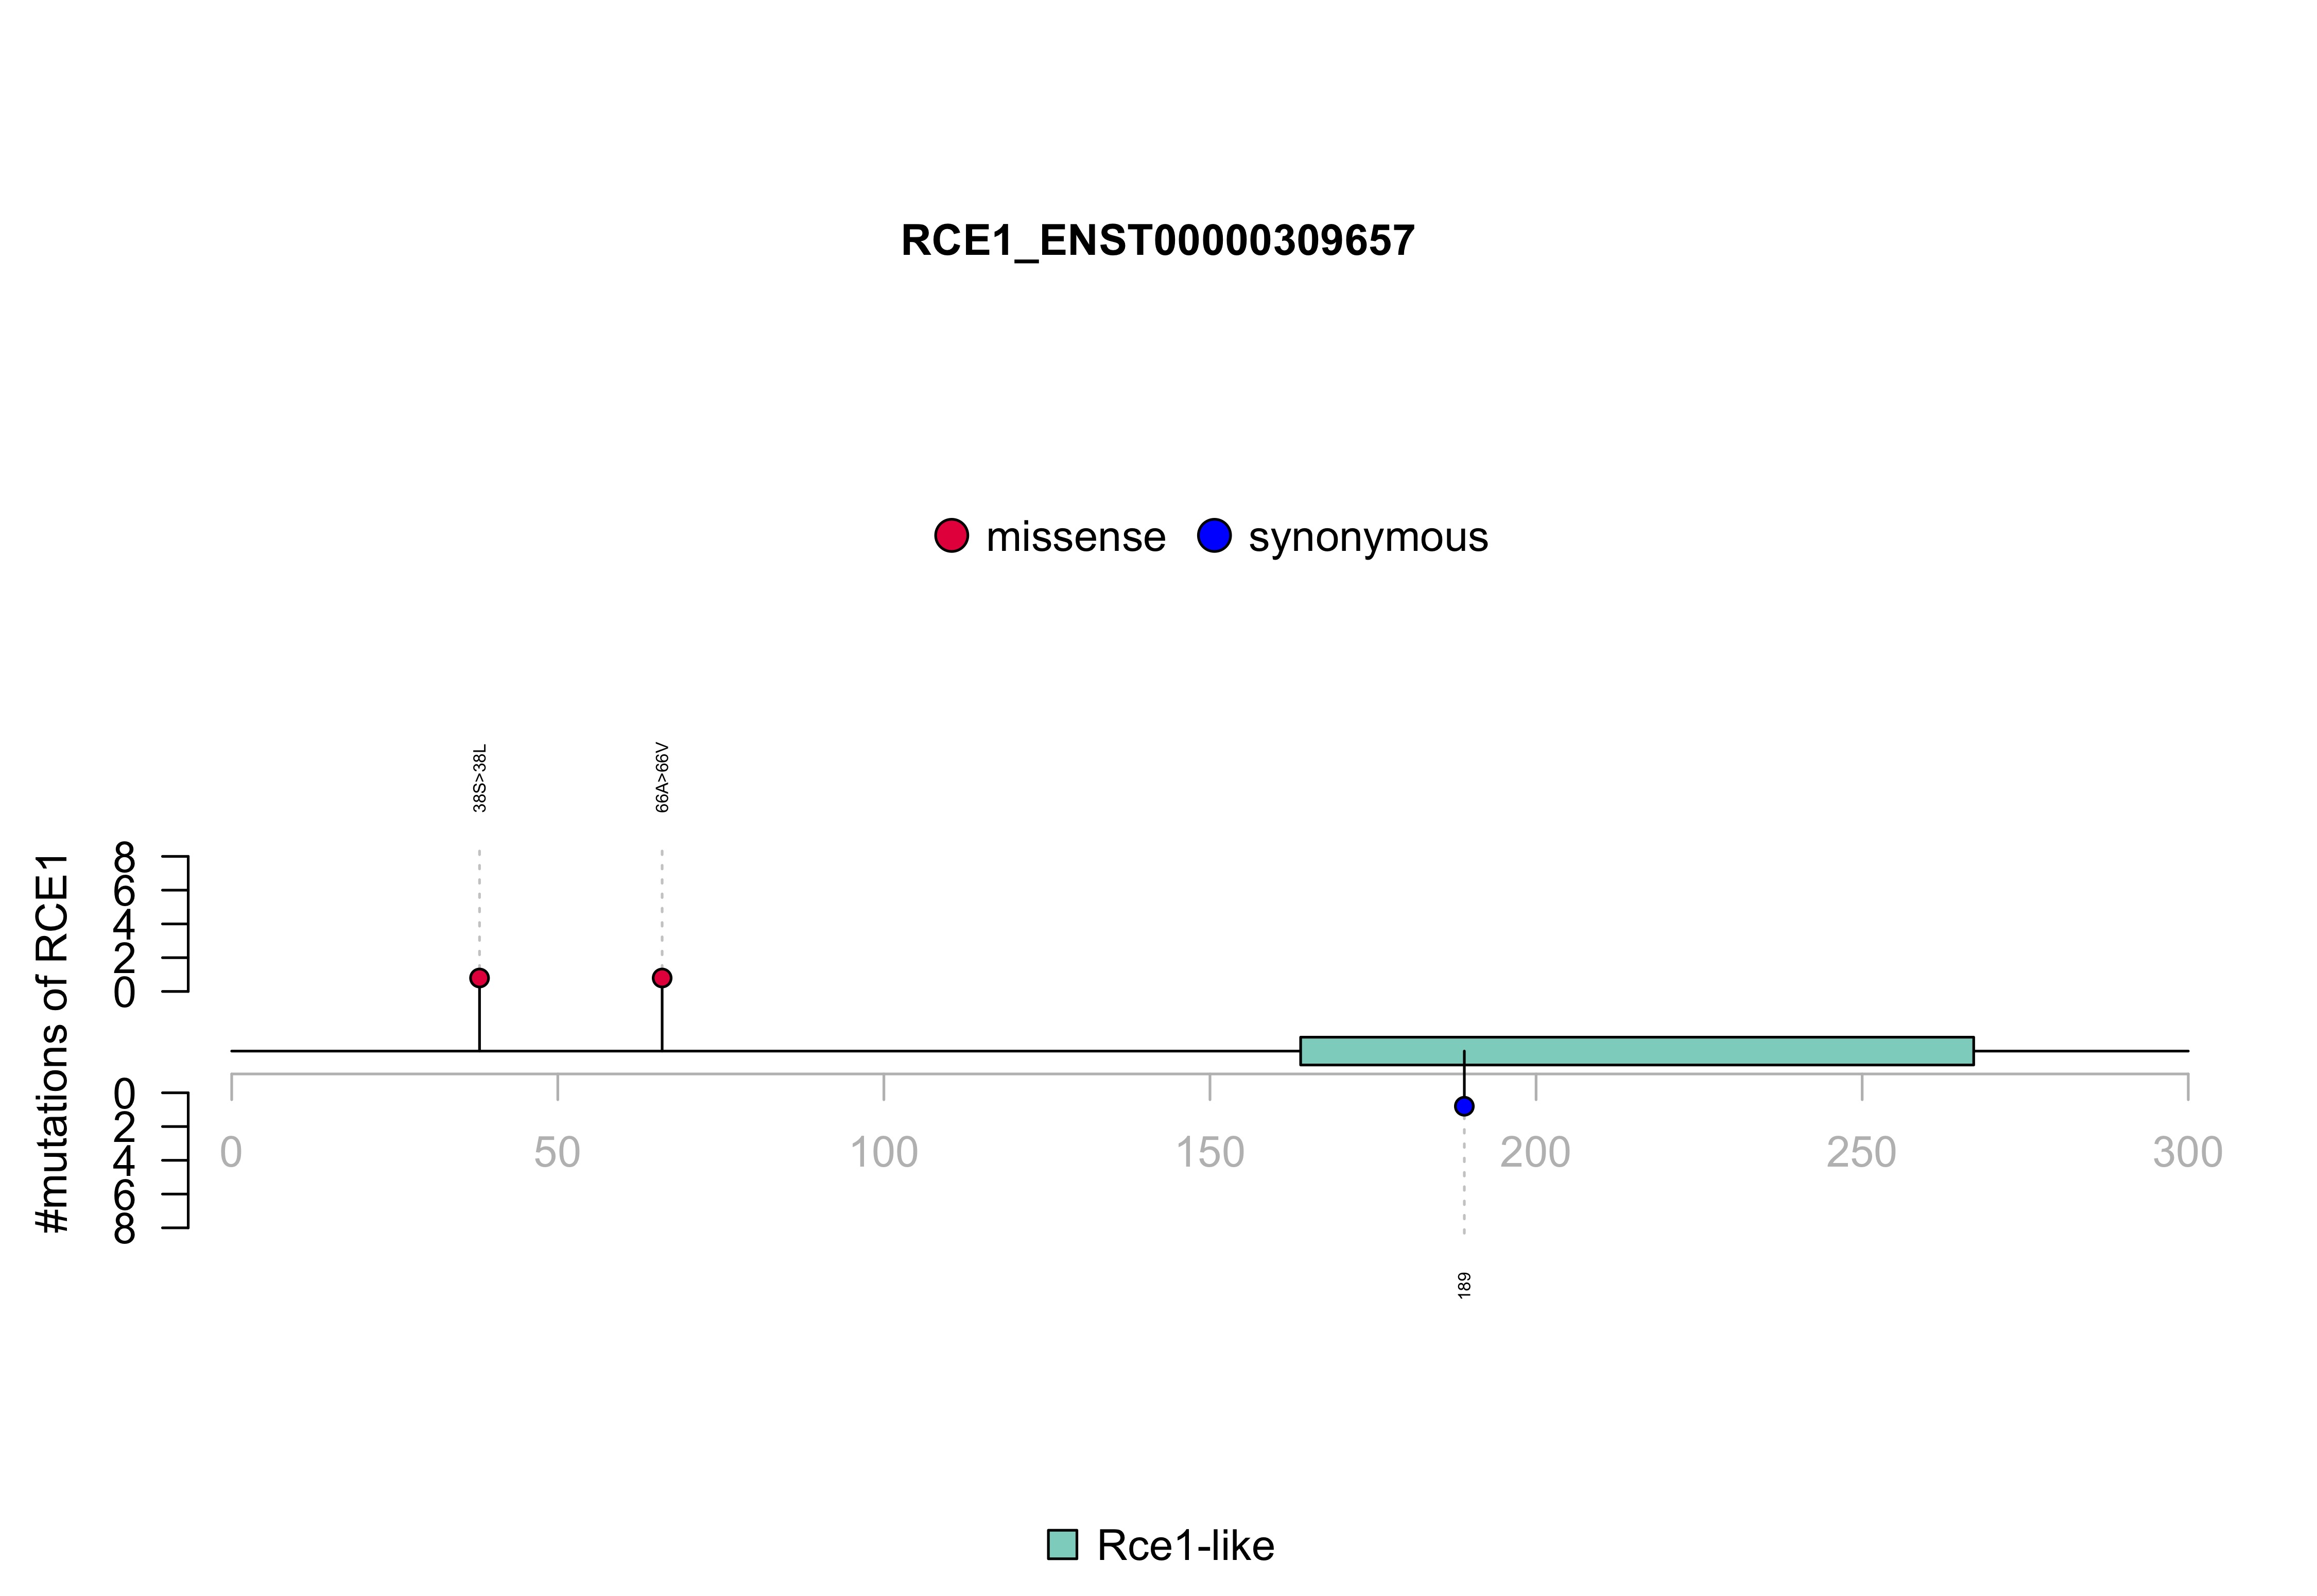 RCE1_ENST00000309657
missense synonymous
38S>38L
66A>66V
#mutations of RCE1
8
6
4
2
0
0
2
4
6
8
0 50 100 150 200 250 300
189
Rce1-like